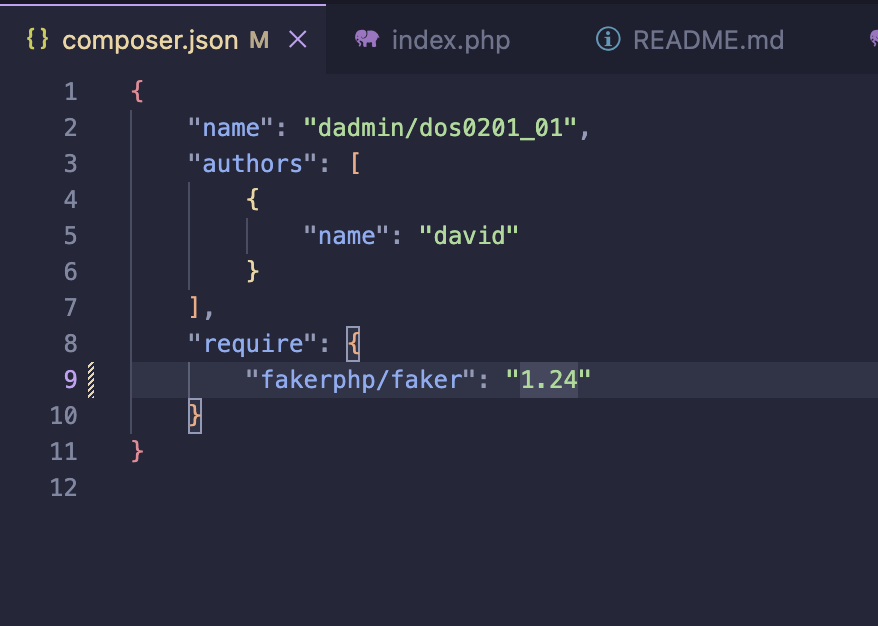 {} composer.json M × index.php README.md
1 {
2 "name": "dadmin/dos0201_01",
3 "authors": [
4 {
5 "name": "david"
6 }
7 ],
8 "require": {
9 "fakerphp/faker": "1.24"
10 }
11 }
12